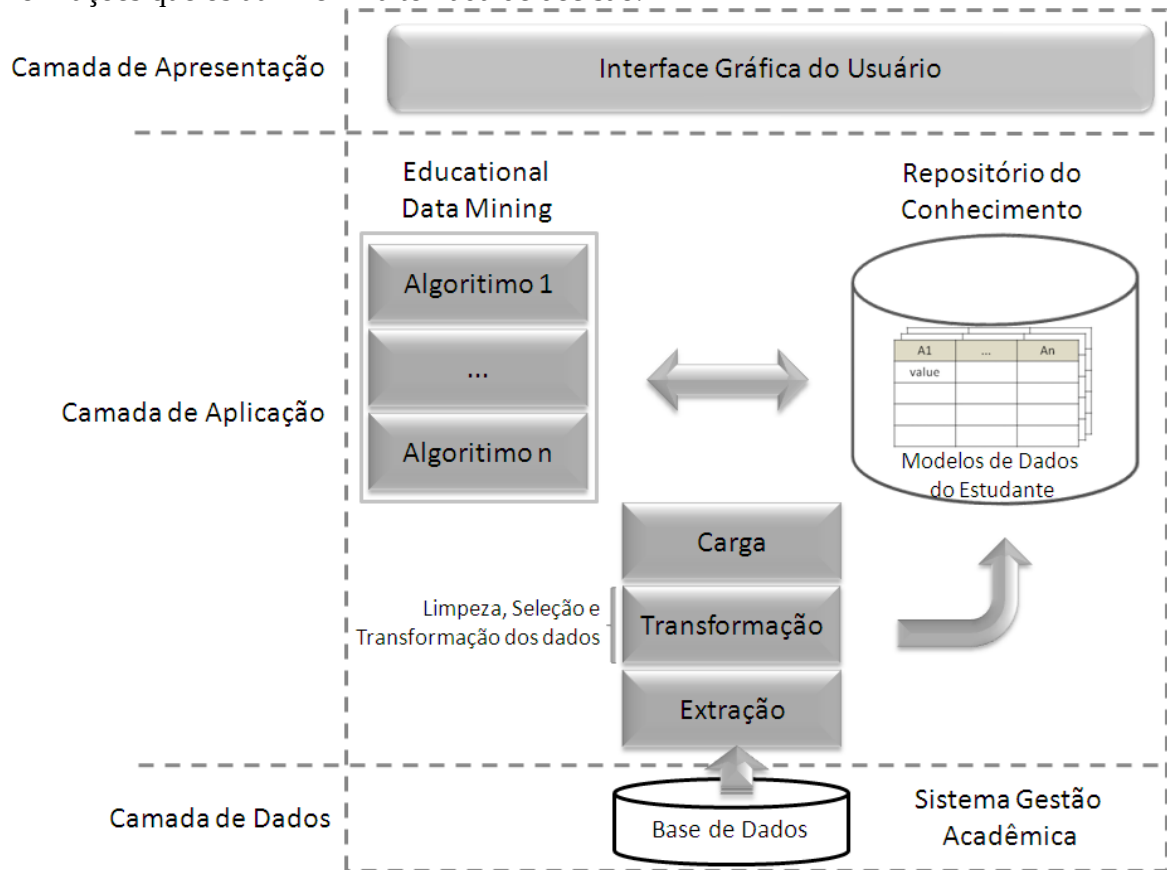 Camada de Apresentação
Interface Gráfica do Usuário
Educational
Data Mining
Algoritimo 1
...
Algoritimo n
Repositório do
Conhecimento
A1 ... An
value
Modelos de Dados
do Estudante
Camada de Aplicação
Carga
Limpeza, Seleção e
Transformação dos dados
Transformação
Extração
Camada de Dados
Base de Dados
Sistema Gestão
Acadêmica